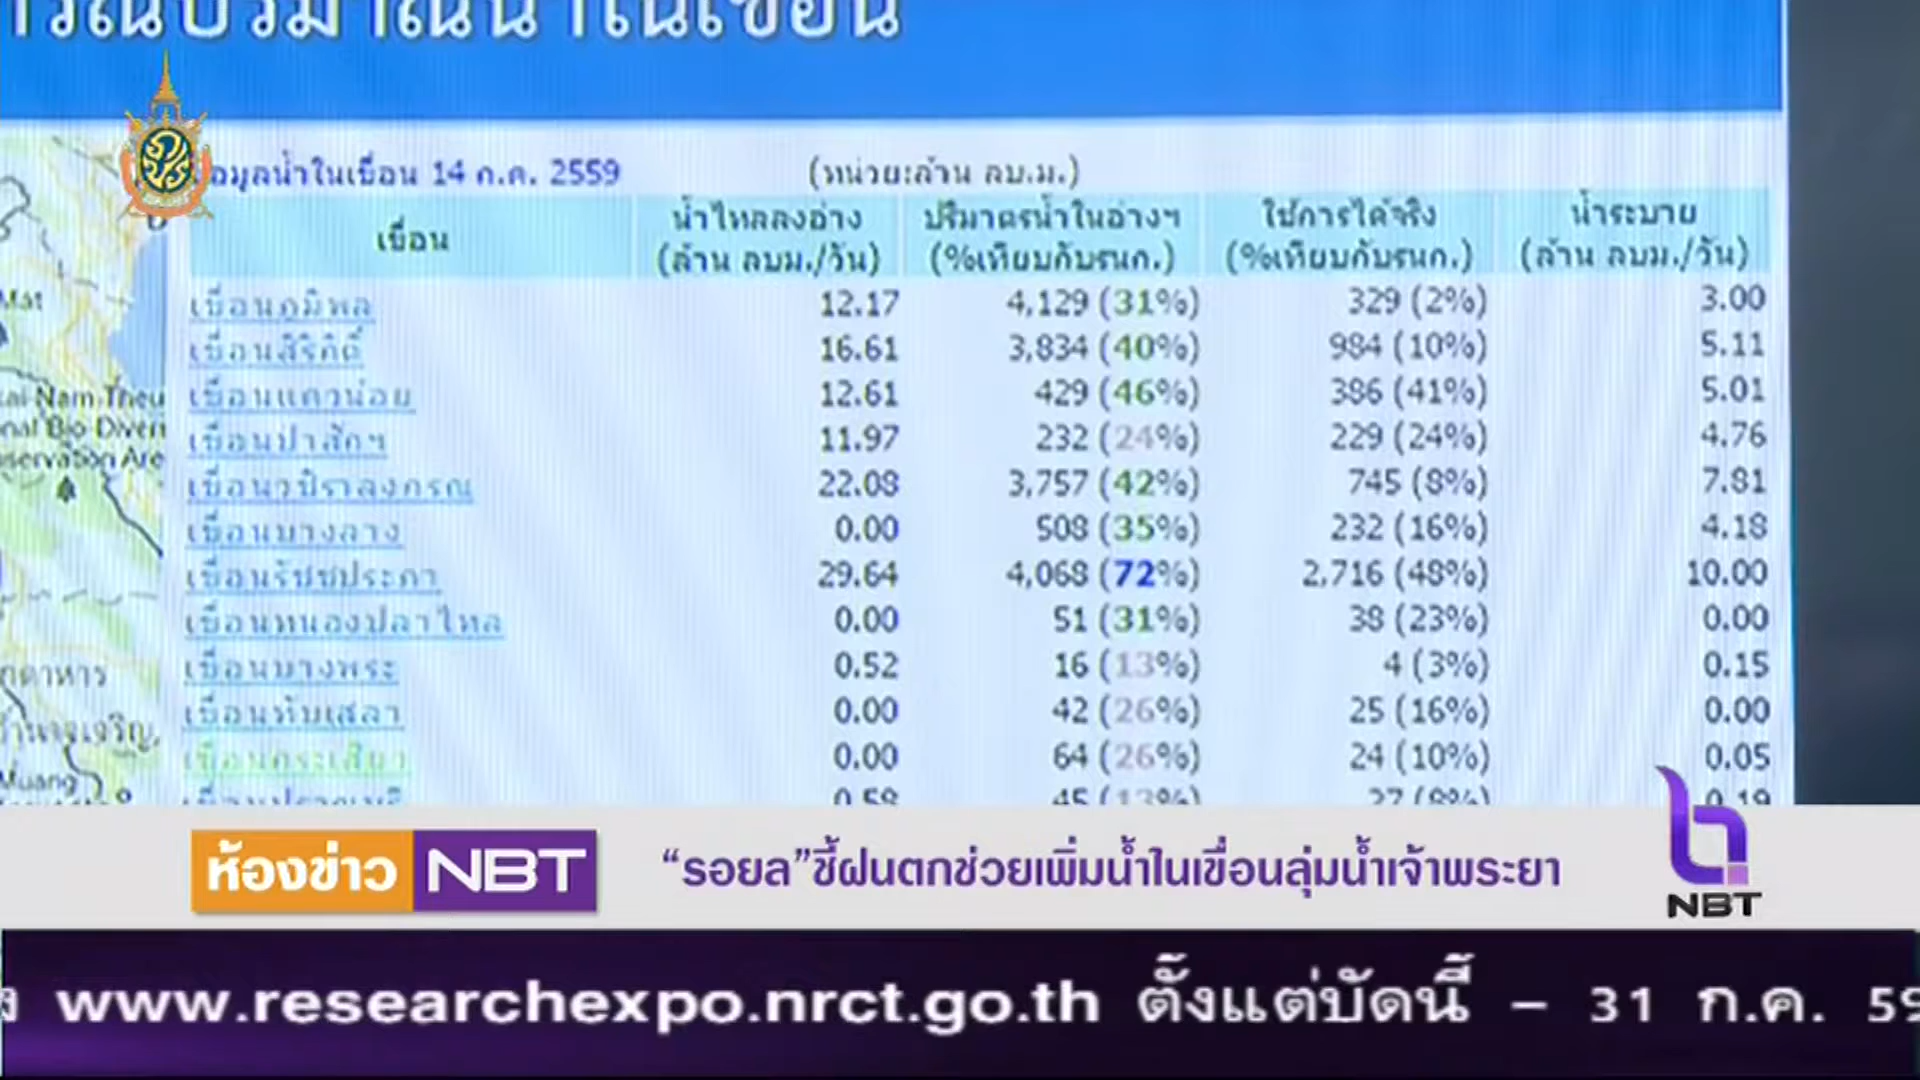 ข้อมูลน้ำในเขื่อน 14 ก.ค. 2559 (หน่วย:ล้าน ลบ.ม.)
เขื่อน น้ำไหลลงอ่าง (ล้าน ลบม./วัน) ปริมาตรน้ำในอ่างฯ (%เทียบกับรนก.) ใช้การได้จริง (%เทียบกับรนก.) น้ำระบาย (ล้าน ลบม./วัน)
เขื่อนภูมิพล 12.17 4,129 (31%) 329 (2%) 3.00
เขื่อนสิริกิติ์ 16.61 3,834 (40%) 984 (10%) 5.11
เขื่อนแควน้อย 12.61 429 (46%) 386 (41%) 5.01
เขื่อนป่าสักฯ 11.97 232 (24%) 229 (24%) 4.76
เขื่อนวชิราลงกรณ 22.08 3,757 (42%) 745 (8%) 7.81
เขื่อนบางลาง 0.00 508 (35%) 232 (16%) 4.18
เขื่อนรัชชประภา 29.64 4,068 (72%) 2,716 (48%) 10.00
เขื่อนหนองปลาไหล 0.00 51 (31%) 38 (23%) 0.00
เขื่อนบางพระ 0.52 16 (13%) 4 (3%) 0.15
เขื่อนทับเสลา 0.00 42 (26%) 25 (16%) 0.00
เขื่อนกระเสียว 0.00 64 (26%) 24 (10%) 0.05
0.58 45 (13%) 27 (8%) 0.19
Nam Theu
Bio Diver
Muang
ห้องข่าว NBT “รอยล”ชี้ฝนตกช่วยเพิ่มน้ำในเขื่อนลุ่มน้ำเจ้าพระยา
NBT
www.researchexpo.nrct.go.th ตั้งแต่บัดนี้ – 31 ก.ค. 59